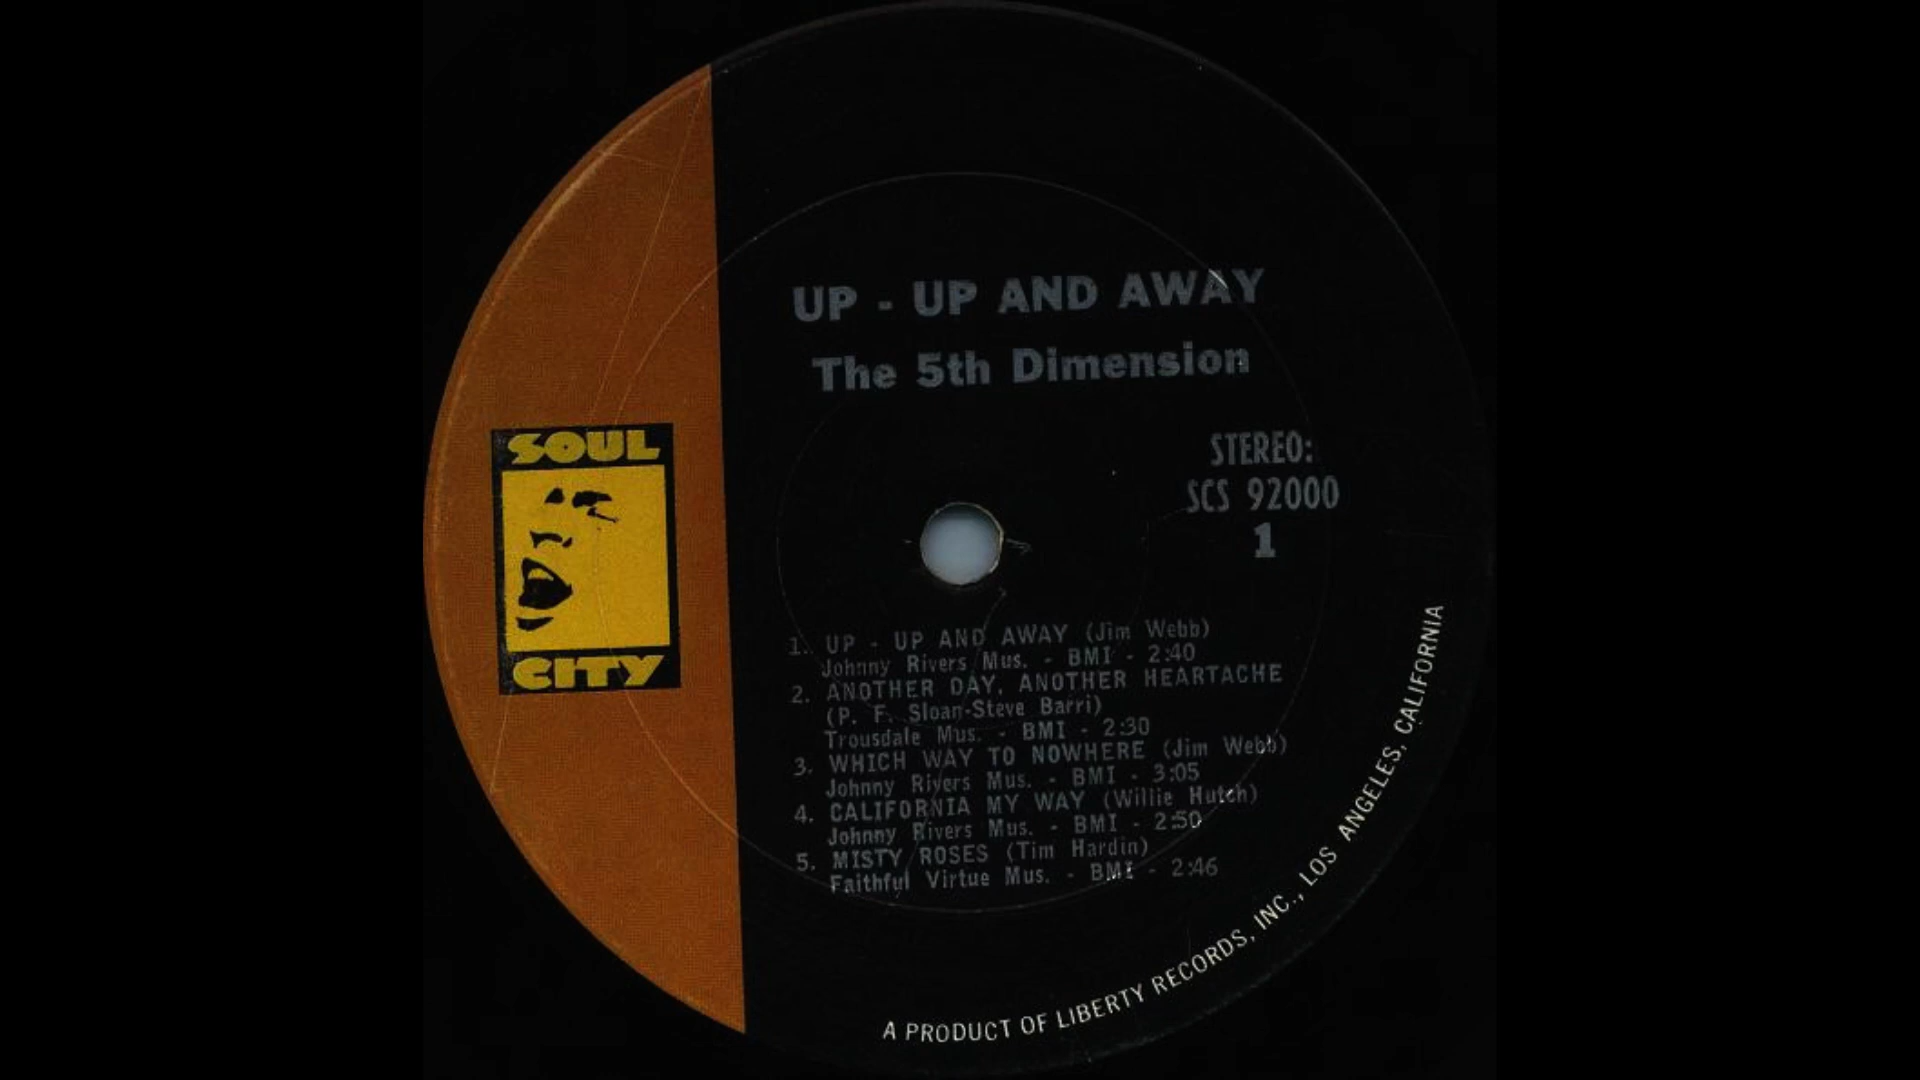 UP - UP AND AWAY
The 5th Dimension
STEREO:
SCS 92000
1
SOUL
CITY
1. UP - UP AND AWAY (Jim Webb)
Johnny Rivers Mus. - BMI - 2:40
2. ANOTHER DAY, ANOTHER HEARTACHE
(P. F. Sloan-Steve Barri)
Trousdale Mus. - BMI - 2:30
3. WHICH WAY TO NOWHERE (Jim Webb)
Johnny Rivers Mus. - BMI - 3:05
4. CALIFORNIA MY WAY (Willie Hutch)
Johnny Rivers Mus. - BMI - 2:50
5. MISTY ROSES (Tim Hardin)
Faithful Virtue Mus. - BMI - 2:46
A PRODUCT OF LIBERTY RECORDS, INC., LOS ANGELES, CALIFORNIA